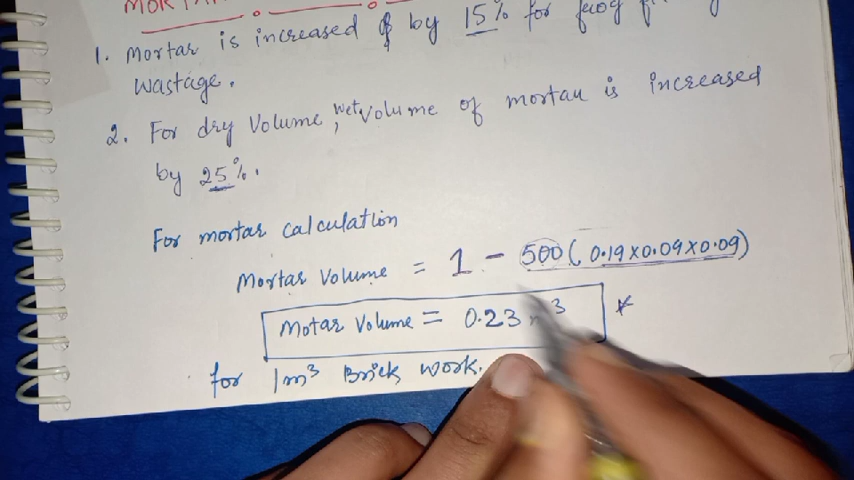 1. Mortar is increased by 15% for frog
wastage.
2. For dry Volume, wet volume of mortar is increased
by 25%.
For mortar calculation
Mortar Volume = 1 - 500 ( 0.19 x 0.09 x 0.09)
Motar Volume = 0.23 m³
for 1m³ Brick work.